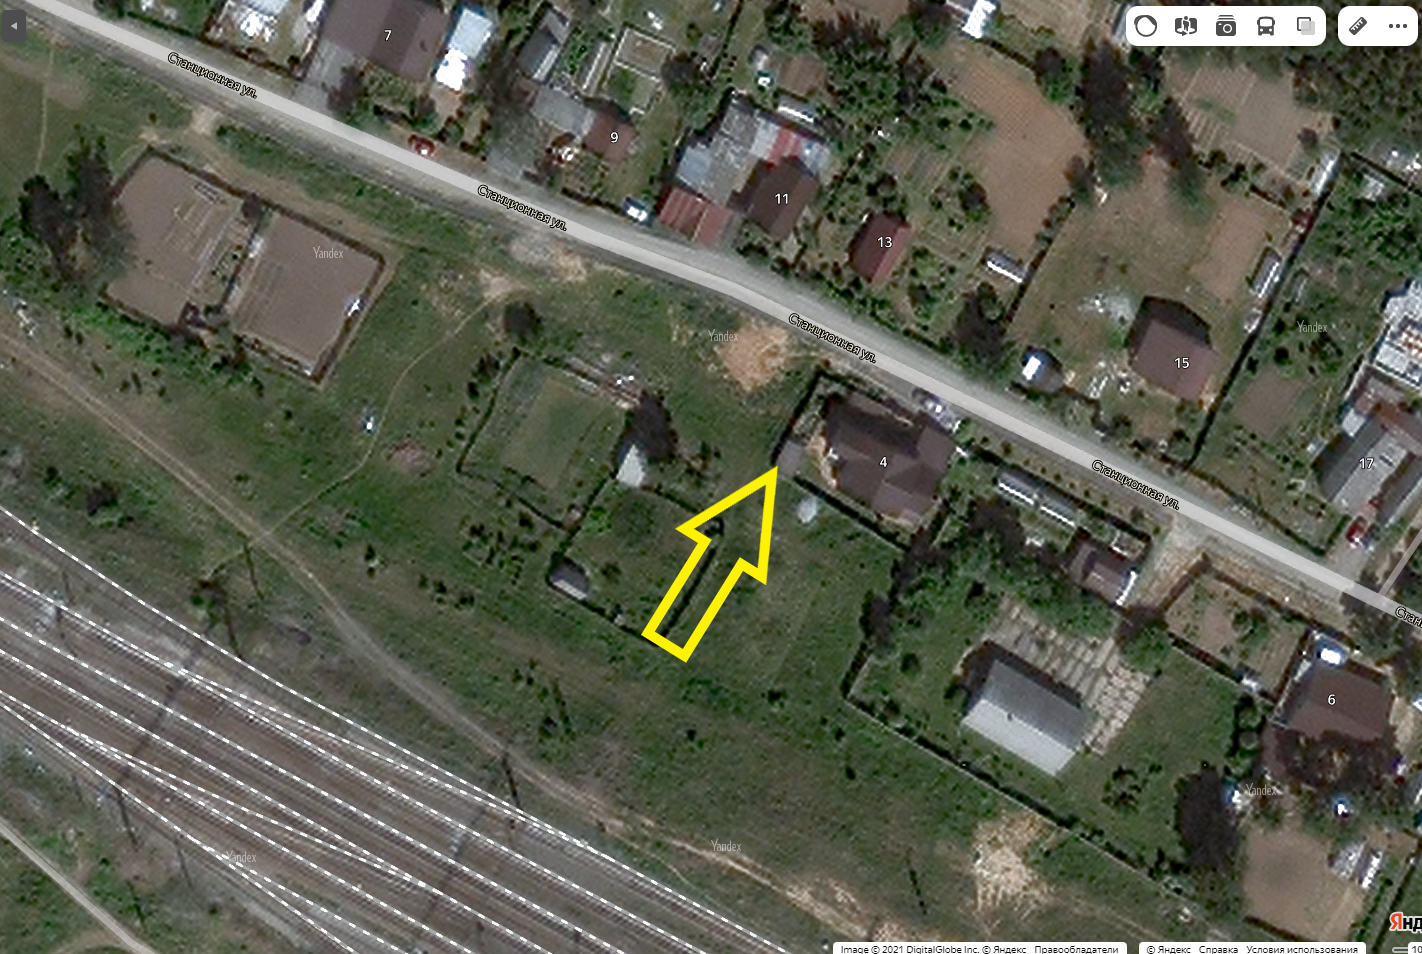 7
Станционная ул.
9
Станционная ул.
11
13
Yandex
Yandex
Станционная ул.
Yandex
15
4
17
Станционная ул.
6
Yandex
Yandex
Yandex
Image © 2021 DigitalGlobe Inc. © Яндекс Правообладатели
© Яндекс Справка Условия использования